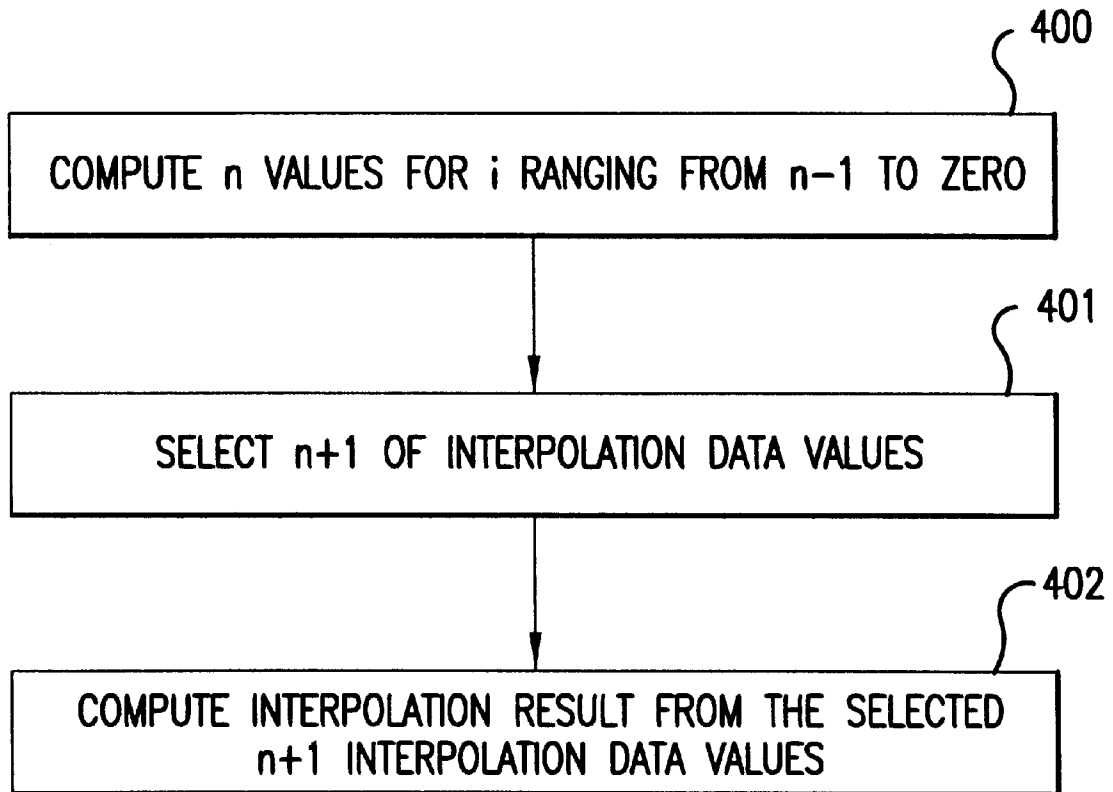 400
COMPUTE n VALUES FOR i RANGING FROM n-1 TO ZERO
401
SELECT n+1 OF INTERPOLATION DATA VALUES
402
COMPUTE INTERPOLATION RESULT FROM THE SELECTED
n+1 INTERPOLATION DATA VALUES